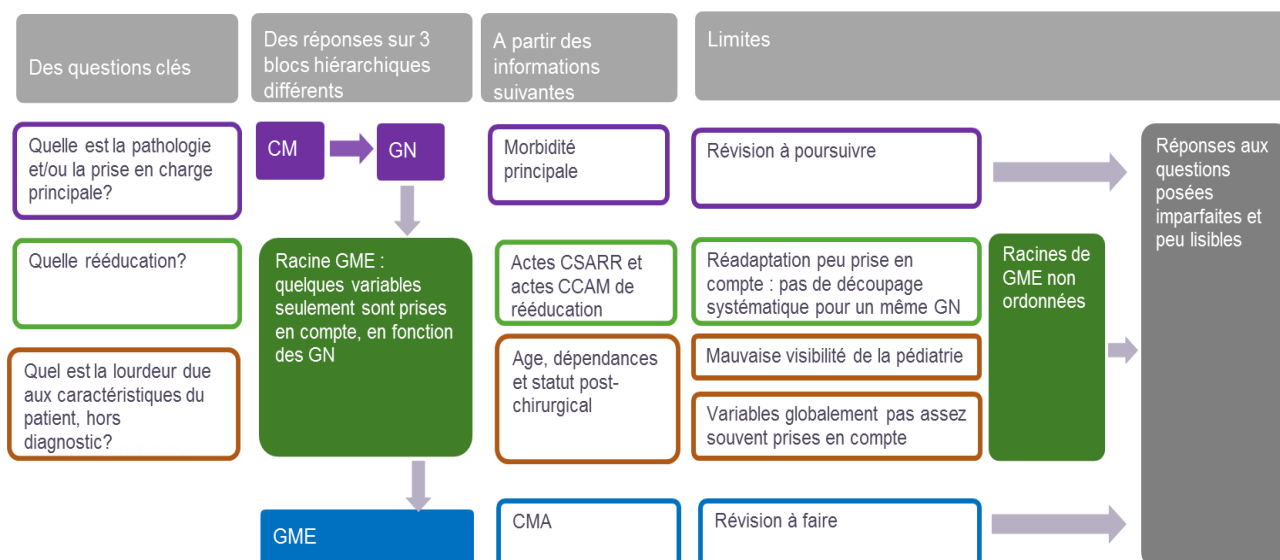 Des questions clés
Des réponses sur 3
blocs hiérarchiques
différents
A partir des
informations
suivantes
Limites
Quelle est la pathologie
et/ou la prise en charge
principale?
CM
GN
Morbidité
principale
Révision à poursuivre
Réponses aux
questions
posées
imparfaites et
peu lisibles
Quelle rééducation?
Racine GME :
quelques variables
seulement sont prises
en compte, en fonction
des GN
Actes CSARR et
actes CCAM de
rééducation
Réadaptation peu prise en
compte : pas de découpage
systématique pour un même GN
Racines de
GME non
ordonnées
Quel est la lourdeur due
aux caractéristiques du
patient, hors
diagnostic?
Age, dépendances
et statut post-
chirurgical
Mauvaise visibilité de la pédiatrie
Variables globalement pas assez
souvent prises en compte
GME
CMA
Révision à faire